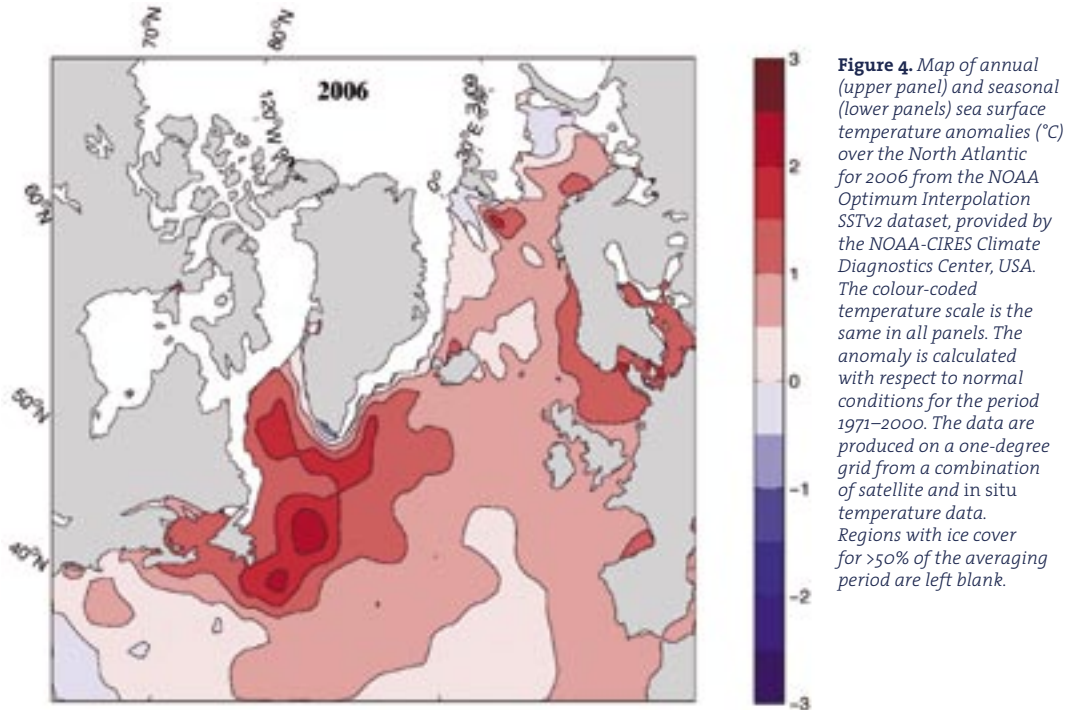 70°N
80°N
2006
120°W
60°E
0°
60°N
50°N
40°N
3
2
1
0
-1
-2
-3
Figure 4. Map of annual
(upper panel) and seasonal
(lower panels) sea surface
temperature anomalies (°C)
over the North Atlantic
for 2006 from the NOAA
Optimum Interpolation
SSTv2 dataset, provided by
the NOAA-CIRES Climate
Diagnostics Center, USA.
The colour-coded
temperature scale is the
same in all panels. The
anomaly is calculated
with respect to normal
conditions for the period
1971–2000. The data are
produced on a one-degree
grid from a combination
of satellite and in situ
temperature data.
Regions with ice cover
for >50% of the averaging
period are left blank.